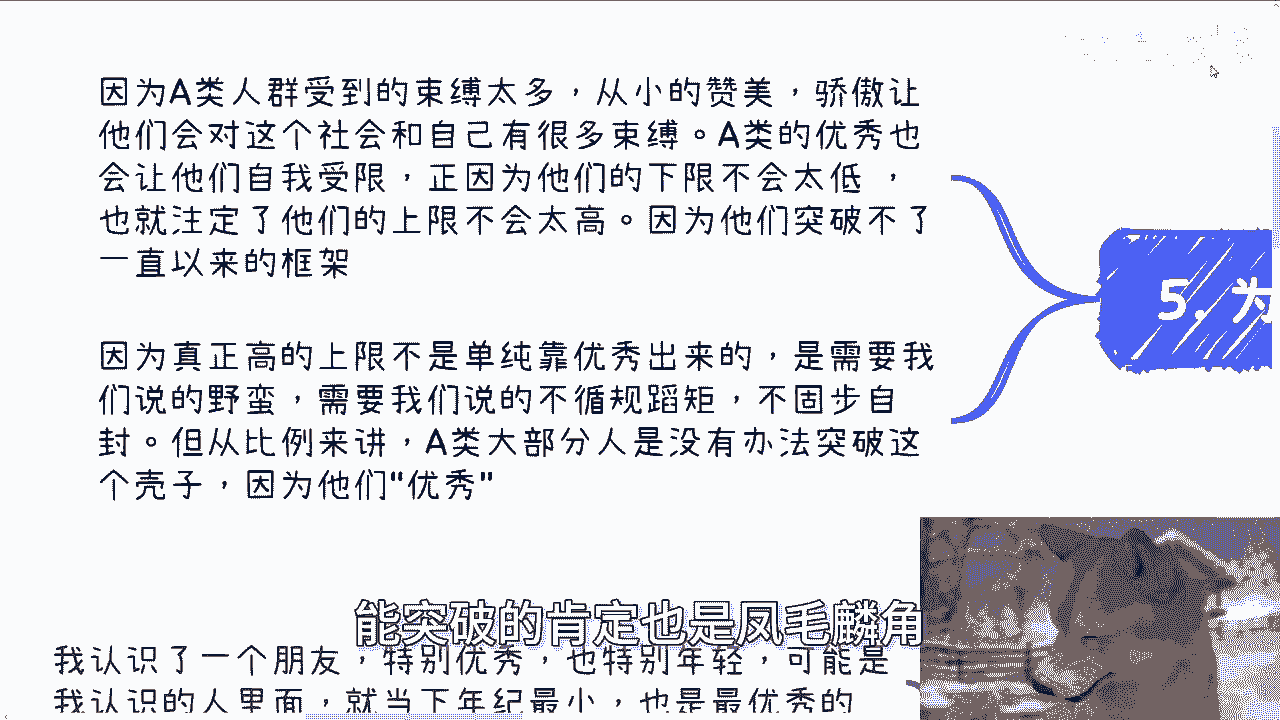 因为A类人群受到的束缚太多，从小的赞美，骄傲让
他们会对这个社会和自己有很多束缚。A类的优秀也
会让他们自我受限，正因为他们的下限不会太低 ，
也就注定了他们的上限不会太高。因为他们突破不了
一直以来的框架
因为真正高的上限不是单纯靠优秀出来的，是需要我
们说的野蛮，需要我们说的不循规蹈矩，不固步自
封。但从比例来讲，A类大部分人是没有办法突破这
个壳子，因为他们"优秀"
5. 为
能突破的肯定也是凤毛麟角
我认识了一个朋友，特别优秀，也特别年轻，可能是
我认识的人里面，就当下年纪最小，也是最优秀的